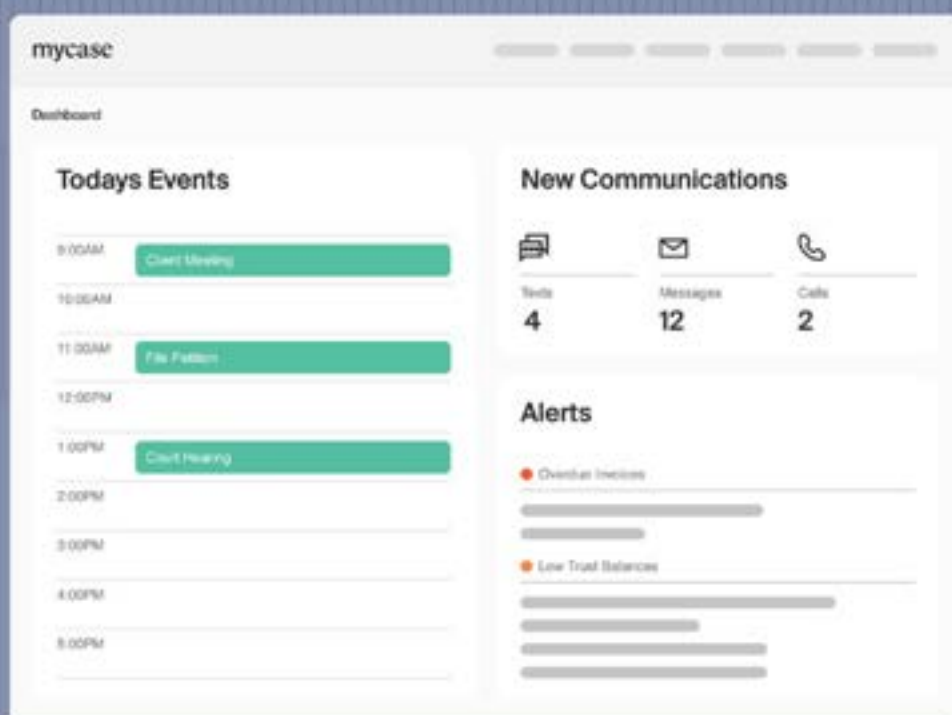 mycase
Dashboard
Todays Events
9:00AM
Client Meeting
10:00AM
11:00AM
File Petition
12:00PM
1:00PM
Court Hearing
2:00PM
3:00PM
4:00PM
5:00PM
New Communications
Texts
Messages
Calls
4
12
2
Alerts
Overdue Invoices
Low Trust Balances